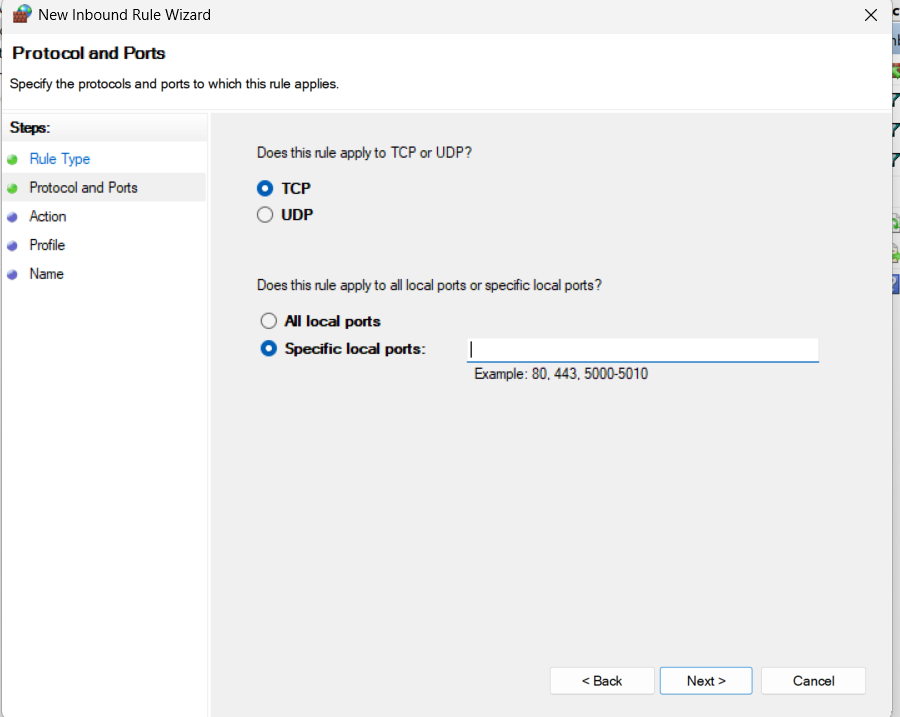 New Inbound Rule Wizard
Protocol and Ports
Specify the protocols and ports to which this rule applies.
Steps:
Rule Type
Protocol and Ports
Action
Profile
Name
Does this rule apply to TCP or UDP?
TCP
UDP
Does this rule apply to all local ports or specific local ports?
All local ports
Specific local ports:
Example: 80, 443, 5000-5010
< Back
Next >
Cancel